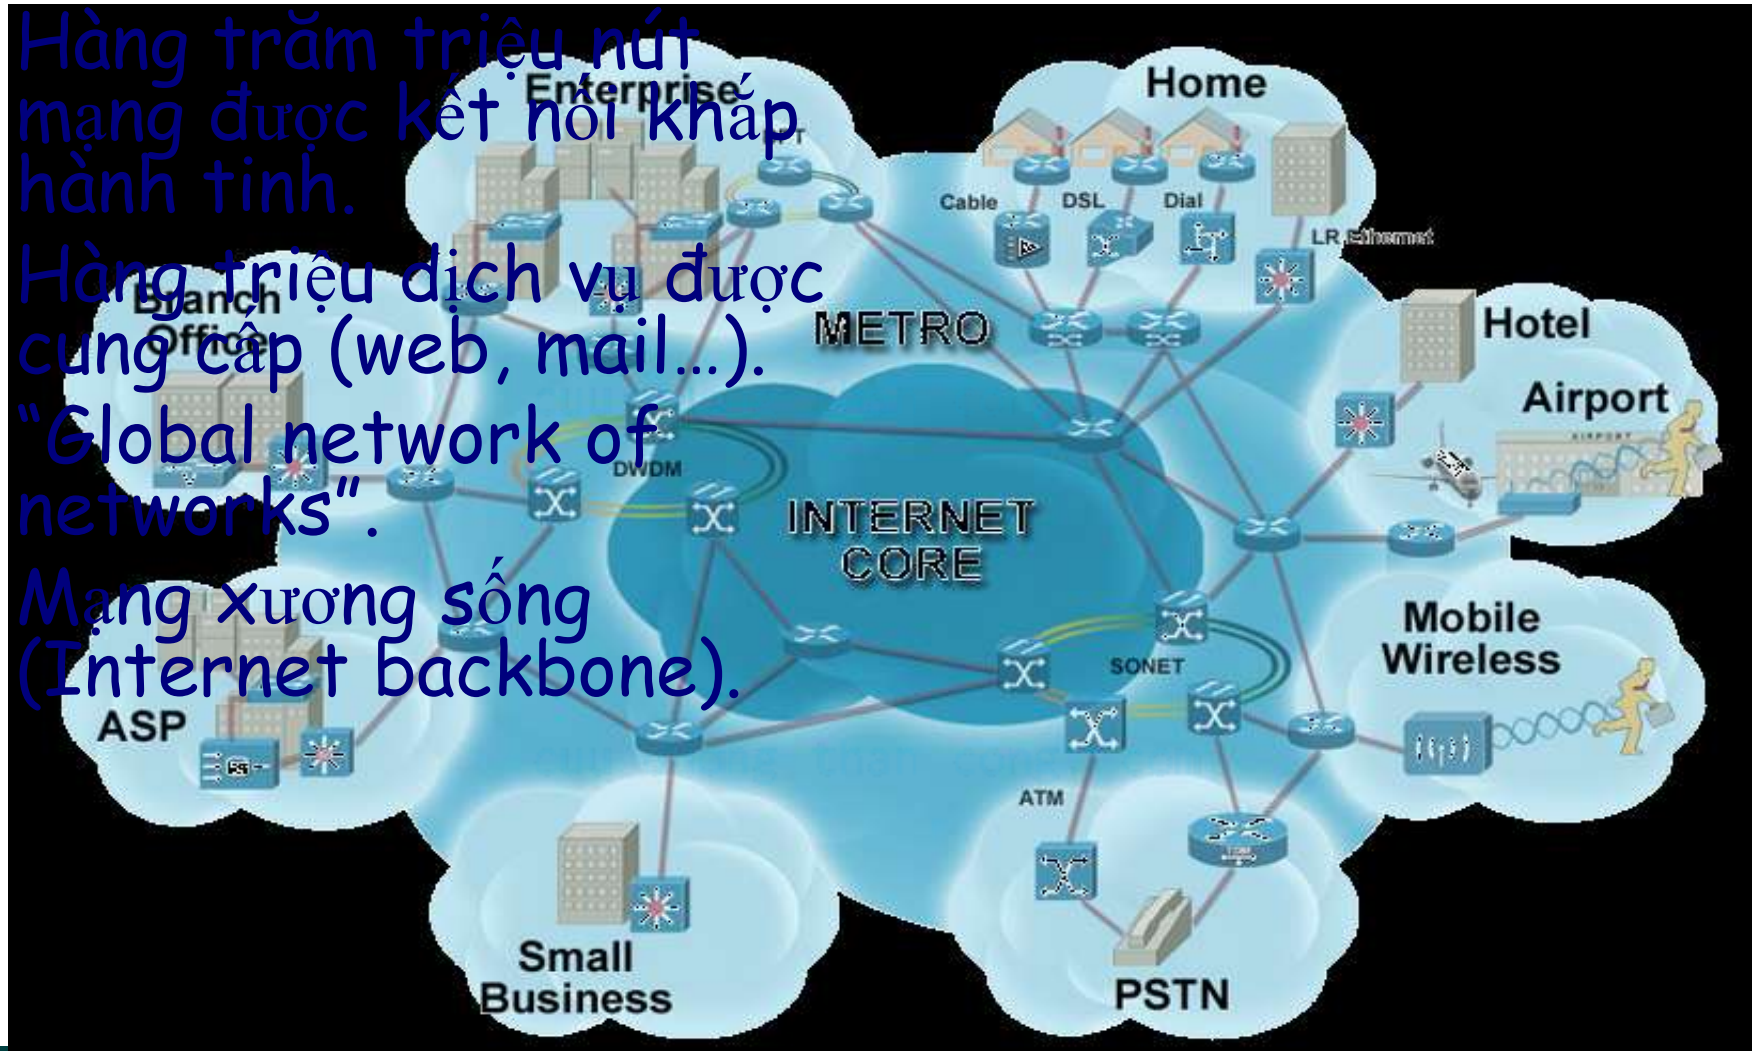 Hàng trăm triệu nút
mạng được kết nối khắp
hành tinh.
Hàng triệu dịch vụ được
cung cấp (web, mail...).
“Global network of
networks”.
Mạng xương sống
(Internet backbone).
Enterprise
Home
Cable
DSL
Dial
LR Ethernet
Branch
Office
METRO
Hotel
Airport
AIRPORT
DWDM
INTERNET
CORE
Mobile
Wireless
SONET
ASP
ATM
Small
Business
PSTN